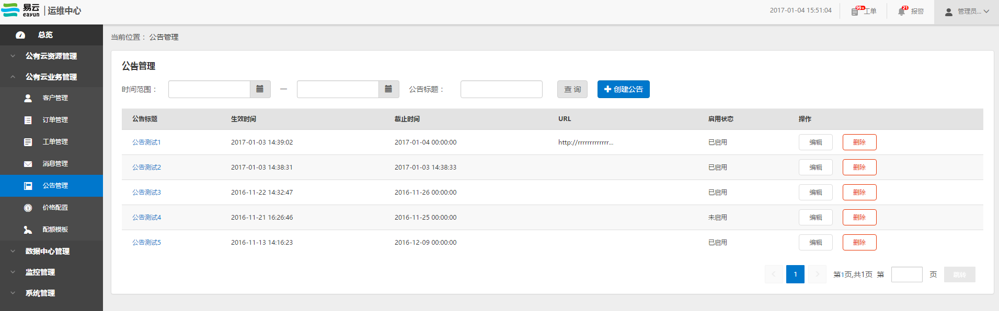 易云
eayun
运维中心
2017-01-04 15:51:04
99+
工单
21
报警
管理员...
总览
公有云资源管理
公有云业务管理
客户管理
订单管理
工单管理
消息管理
公告管理
价格配置
配额模板
数据中心管理
监控管理
系统管理
当前位置： 公告管理
公告管理
时间范围： — 公告标题： 查 询 创建公告
公告标题 生效时间 截止时间 URL 启用状态 操作
公告测试1 2017-01-03 14:39:02 2017-01-04 00:00:00 http://rrrrrrrrrrrrr... 已启用 编辑 删除
公告测试2 2017-01-03 14:38:31 2017-01-03 14:38:33 已启用 编辑 删除
公告测试3 2016-11-22 14:32:47 2016-11-26 00:00:00 已启用 编辑 删除
公告测试4 2016-11-21 16:26:46 2016-11-25 00:00:00 未启用 编辑 删除
公告测试5 2016-11-13 14:16:23 2016-12-09 00:00:00 已启用 编辑 删除
1 第1页,共1页 第 页 跳转